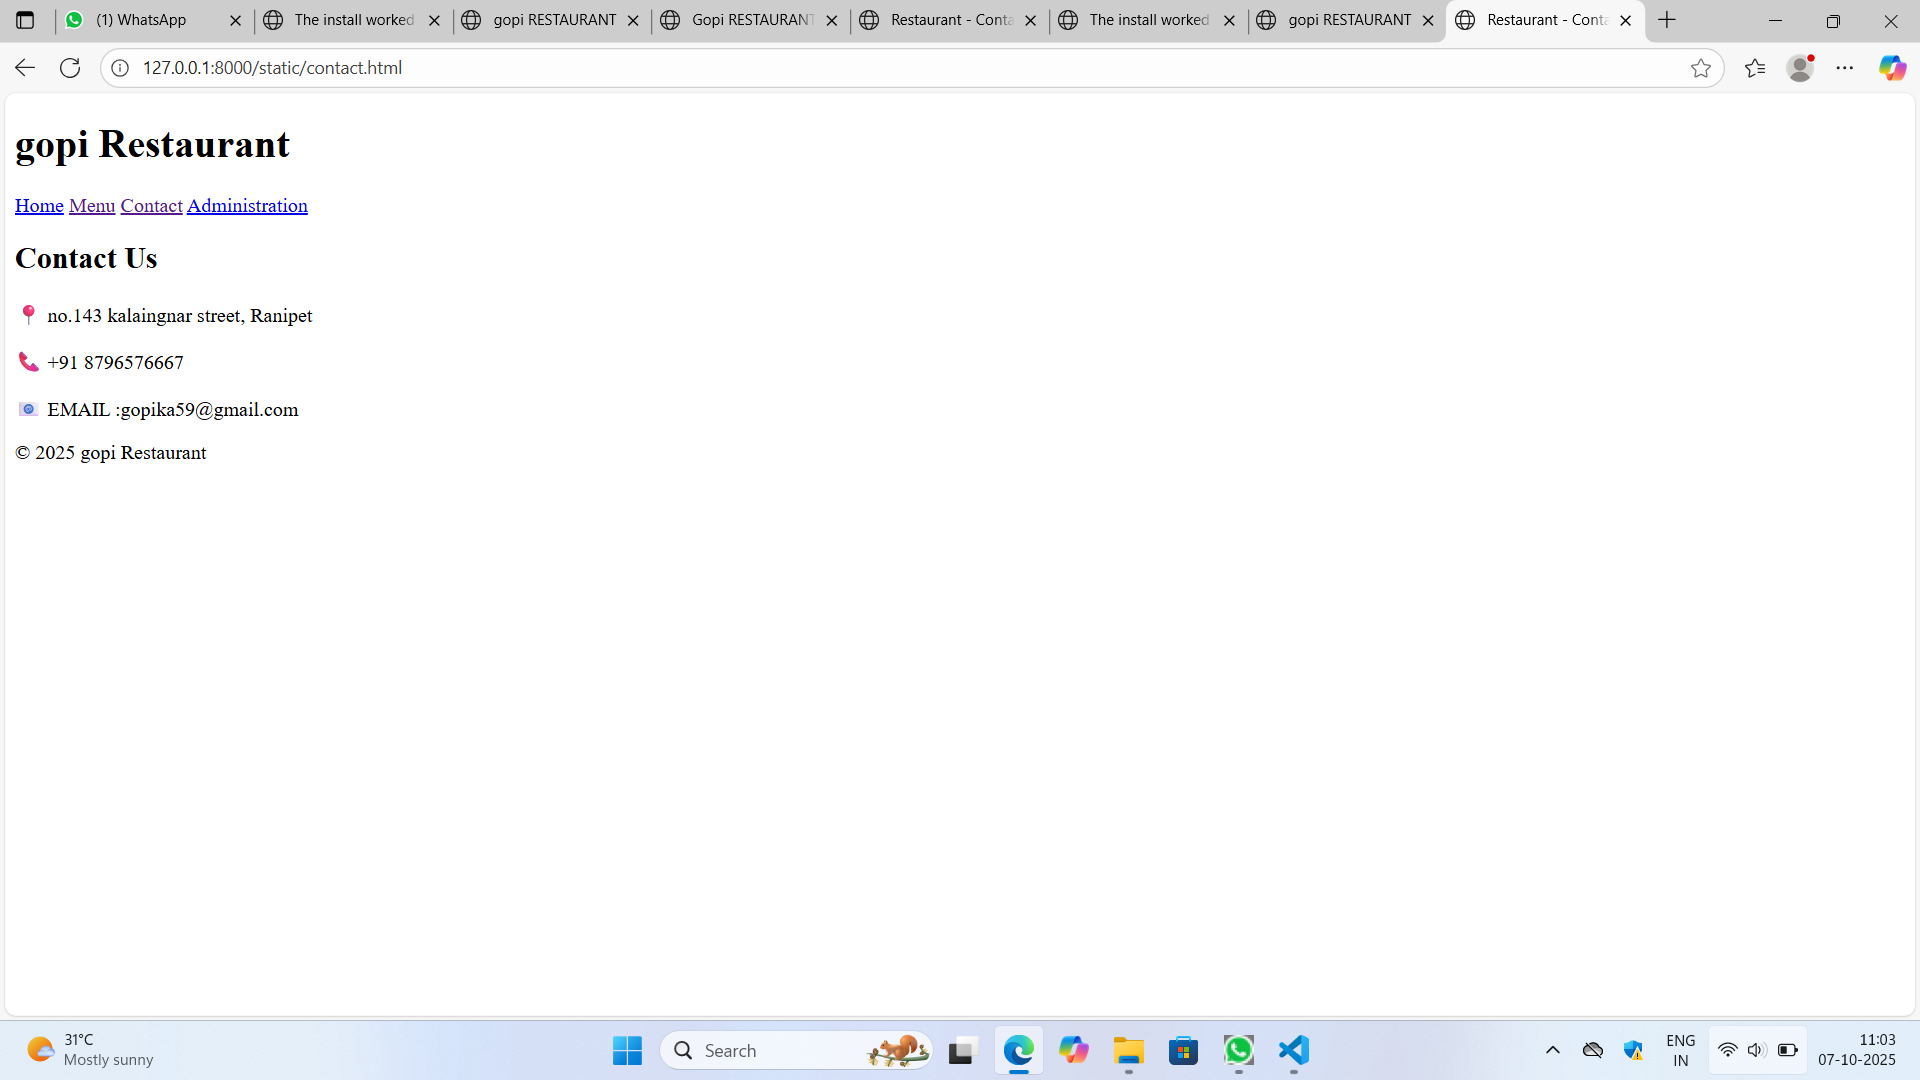 (1) WhatsApp
The install worked
gopi RESTAURANT
Gopi RESTAURANT
Restaurant - Conta
The install worked
gopi RESTAURANT
Restaurant - Conta
127.0.0.1:8000/static/contact.html
gopi Restaurant
Home Menu Contact Administration
Contact Us
no.143 kalaingnar street, Ranipet
+91 8796576667
EMAIL :gopika59@gmail.com
© 2025 gopi Restaurant
31°C
Mostly sunny
Search
ENG
IN
11:03
07-10-2025